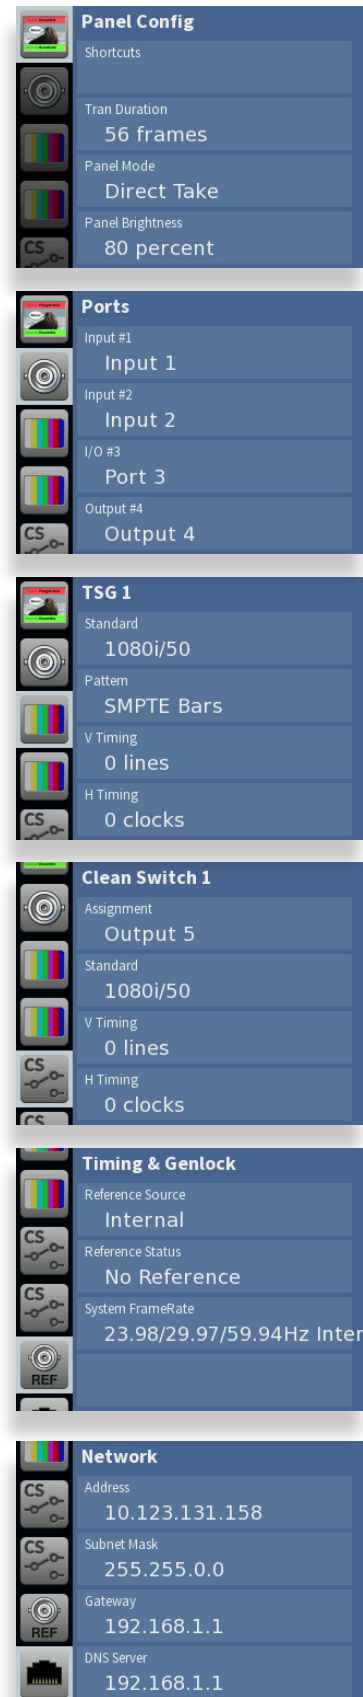 Panel Config
Shortcuts
Tran Duration
56 frames
Panel Mode
Direct Take
Panel Brightness
80 percent
CS
Ports
Input #1
Input 1
Input #2
Input 2
I/O #3
Port 3
Output #4
Output 4
CS
TSG 1
Standard
1080i/50
Pattern
SMPTE Bars
V Timing
0 lines
H Timing
0 clocks
CS
Clean Switch 1
Assignment
Output 5
Standard
1080i/50
V Timing
0 lines
CS
H Timing
0 clocks
CS
Timing & Genlock
Reference Source
Internal
CS
Reference Status
No Reference
CS
System FrameRate
23.98/29.97/59.94Hz Inter
REF
Network
CS
Address
10.123.131.158
CS
Subnet Mask
255.255.0.0
Gateway
192.168.1.1
REF
DNS Server
192.168.1.1